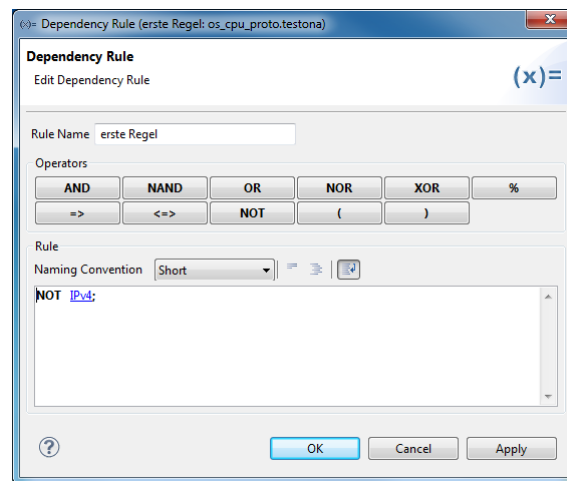 (x)= Dependency Rule (erste Regel: os_cpu_proto.testona)
Dependency Rule
Edit Dependency Rule
(x)=
Rule Name erste Regel
Operators
AND NAND OR NOR XOR %
=> <=> NOT ( )
Rule
Naming Convention Short
NOT IPv4;
? OK Cancel Apply